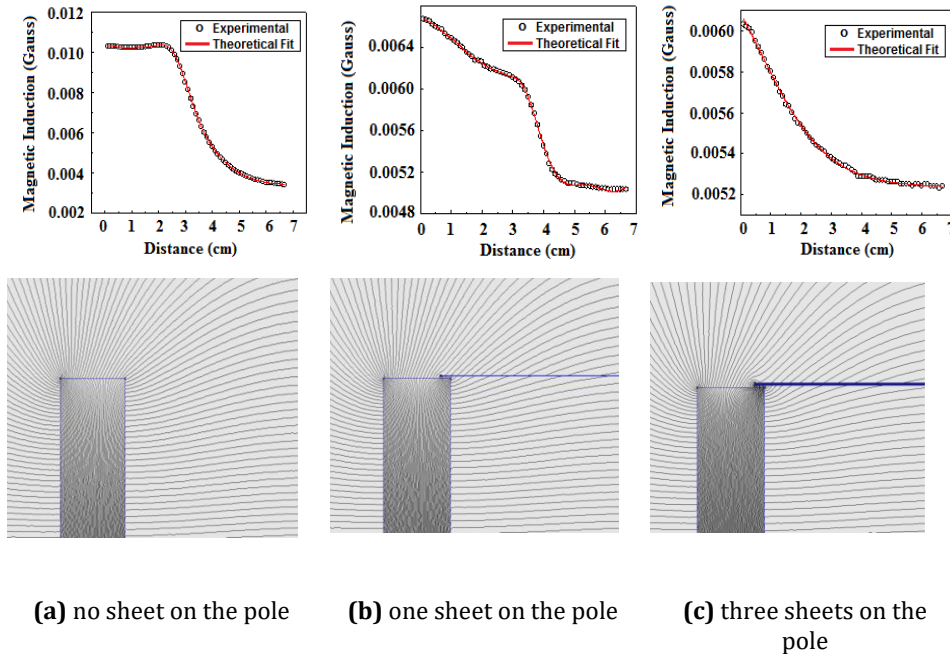 Magnetic Induction (Gauss)
0.012
0.010
0.008
0.006
0.004
0.002
Experimental
Theoretical Fit
0 1 2 3 4 5 6 7
Distance (cm)
Magnetic Induction (Gauss)
0.0064
0.0060
0.0056
0.0052
0.0048
Experimental
Theoretical Fit
0 1 2 3 4 5 6 7
Distance (cm)
Magnetic Induction (Gauss)
0.0060
0.0058
0.0056
0.0054
0.0052
Experimental
Theoretical Fit
0 1 2 3 4 5 6 7
Distance (cm)
(a) no sheet on the pole
(b) one sheet on the pole
(c) three sheets on the
pole